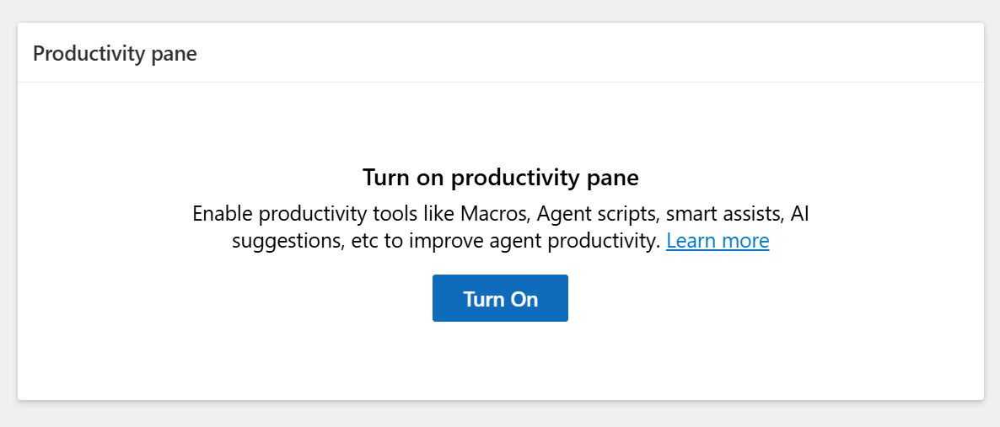 Productivity pane
Turn on productivity pane
Enable productivity tools like Macros, Agent scripts, smart assists, AI
suggestions, etc to improve agent productivity. Learn more
Turn On